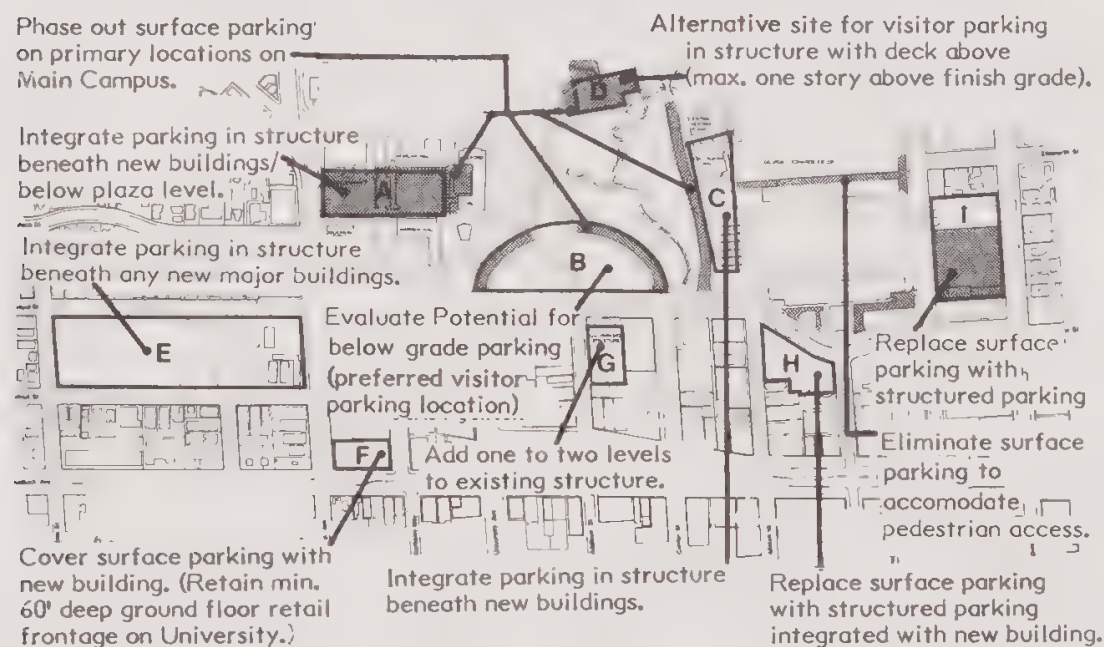 Phase out surface parking
on primary locations on
Main Campus.
Alternative site for visitor parking
in structure with deck above
(max. one story above finish grade).
D
Integrate parking in structure
beneath new buildings/
below plaza level.
A
C
I
Integrate parking in structure
beneath any new major buildings.
B
E
Evaluate Potential for
below grade parking
(preferred visitor
parking location)
G
H
Replace surface
parking with
structured parking
F
Add one to two levels
to existing structure.
Eliminate surface
parking to
accomodate
pedestrian access.
Cover surface parking with
new building. (Retain min.
60' deep ground floor retail
frontage on University.)
Integrate parking in structure
beneath new buildings.
Replace surface parking
with structured parking
integrated with new building.